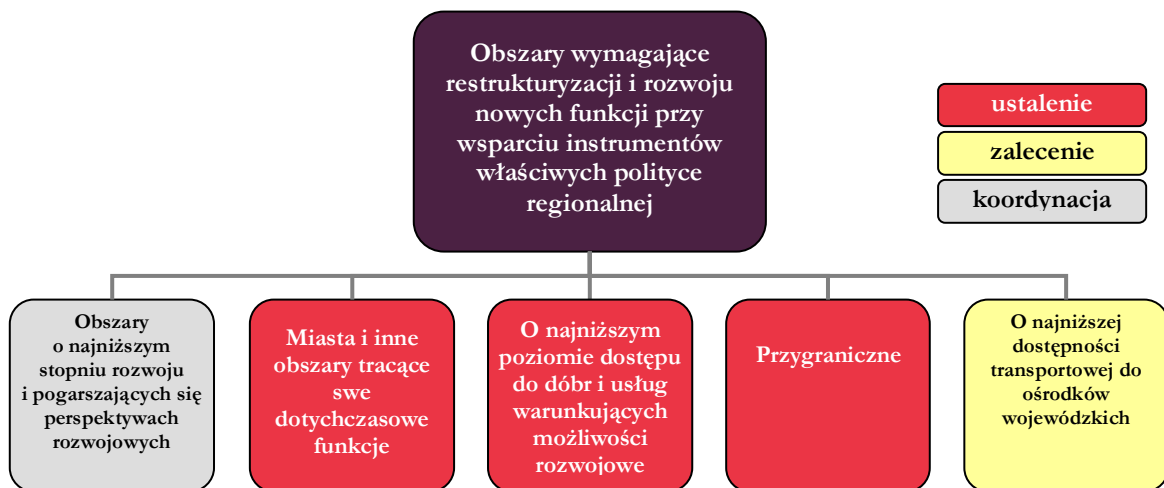 Obszary wymagające
restrukturyzacji i rozwoju
nowych funkcji przy
wsparciu instrumentów
właściwych polityce
regionalnej
ustalenie
zalecenie
koordynacja
Obszary
o najniższym
stopniu rozwoju
i pogarszających się
perspektywach
rozwojowych
Miasta i inne
obszary tracące
swe
dotychczasowe
funkcje
O najniższym
poziomie dostępu
do dóbr i usług
warunkujących
możliwości
rozwojowe
Przygraniczne
O najniższej
dostępności
transportowej do
ośrodków
wojewódzkich